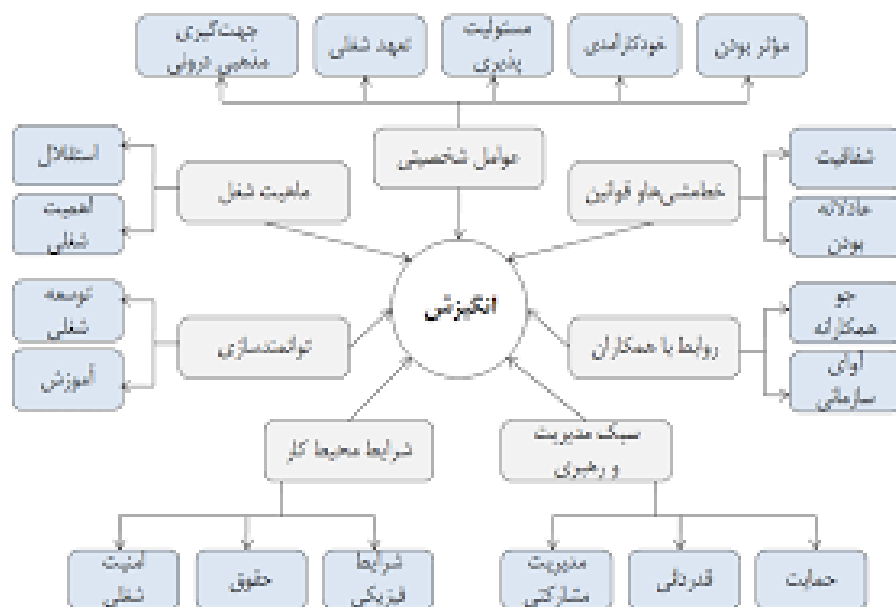 مؤثر بودن
خودکارآمدی
مسئولیت
پذیری
تعهد شغلی
جهت‌گیری
مذهبی درونی
شفافیت
عوامل شخصیتی
استقلال
خط‌مشی‌ها و قوانین
ماهیت شغل
عادلانه
بودن
اهمیت
شغلی
انگیزش
جو
همکارانه
روابط با همکاران
توانمندسازی
توسعه
شغلی
آوای
سازمانی
آموزش
سبک مدیریت
و رهبری
شرایط محیط کار
حمایت
قدردانی
مدیریت
مشارکتی
شرایط
فیزیکی
حقوق
امنیت
شغلی